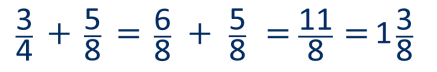 3/4 + 5/8 = 6/8 + 5/8 = 11/8 = 1 3/8